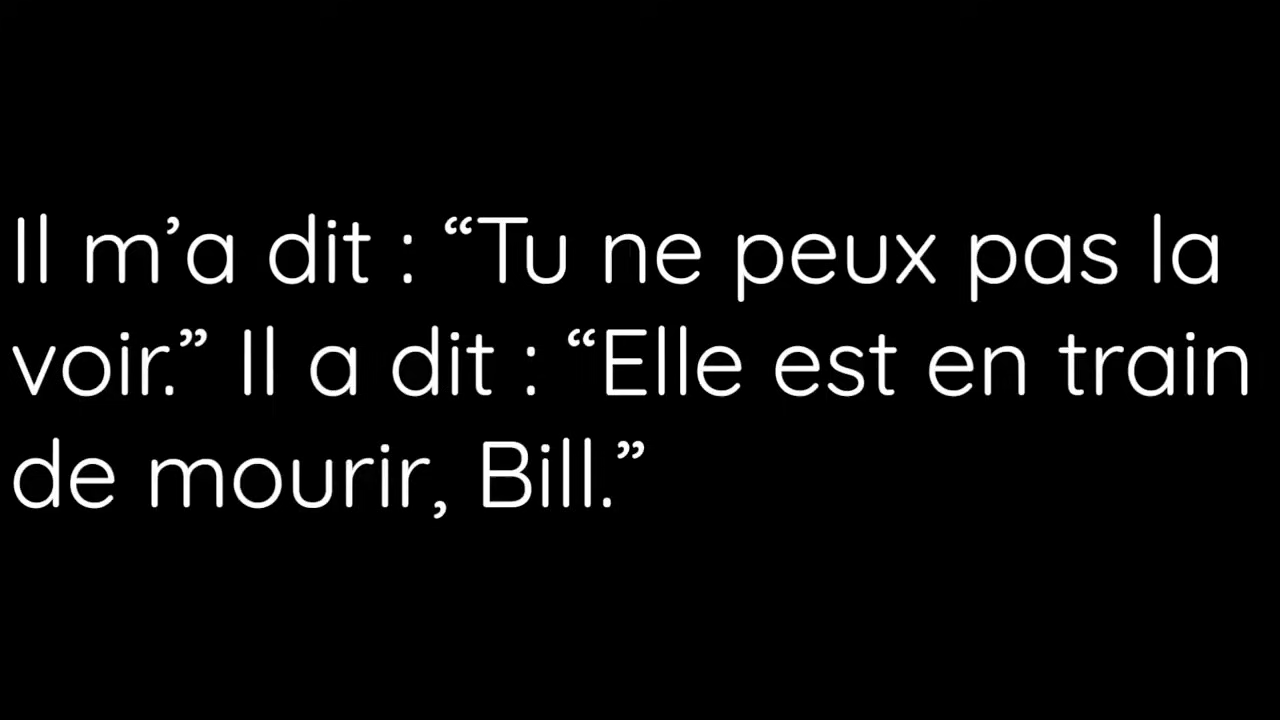 Il m’a dit : “Tu ne peux pas la
voir.” Il a dit : “Elle est en train
de mourir, Bill.”